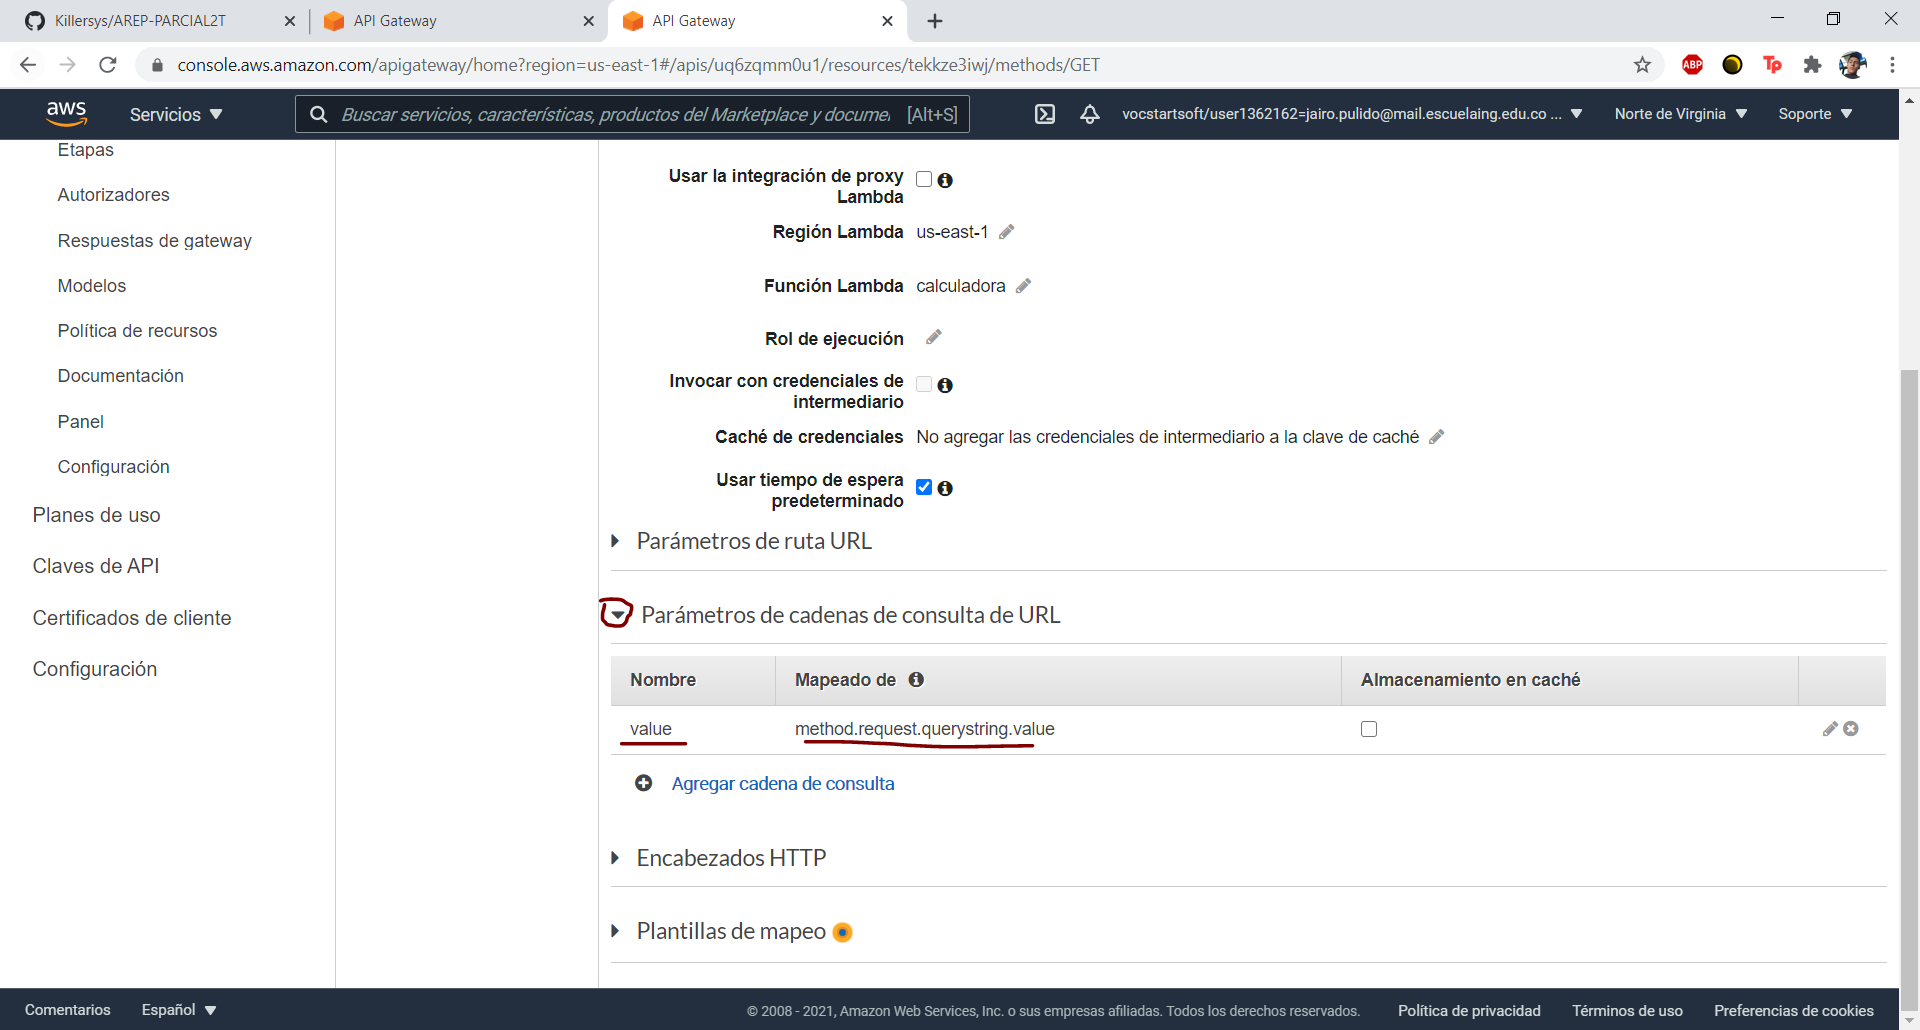 Killersys/AREP-PARCIAL2T
API Gateway
API Gateway
console.aws.amazon.com/apigateway/home?region=us-east-1#/apis/uq6zqmm0u1/resources/tekkze3iwj/methods/GET
ABP
Tp
aws
Servicios
Buscar servicios, características, productos del Marketplace y documer
[Alt+S]
vocstartsoft/user1362162=jairo.pulido@mail.escuelaing.edu.co ...
Norte de Virginia
Soporte
Etapas
Autorizadores
Respuestas de gateway
Modelos
Política de recursos
Documentación
Panel
Configuración
Planes de uso
Claves de API
Certificados de cliente
Configuración
Usar la integración de proxy
Lambda
Región Lambda us-east-1
Función Lambda calculadora
Rol de ejecución
Invocar con credenciales de
intermediario
Caché de credenciales No agregar las credenciales de intermediario a la clave de caché
Usar tiempo de espera
predeterminado
Parámetros de ruta URL
Parámetros de cadenas de consulta de URL
Nombre Mapeado de Almacenamiento en caché
value method.request.querystring.value
Agregar cadena de consulta
Encabezados HTTP
Plantillas de mapeo
Comentarios
Español
© 2008 - 2021, Amazon Web Services, Inc. o sus empresas afiliadas. Todos los derechos reservados.
Política de privacidad
Términos de uso
Preferencias de cookies